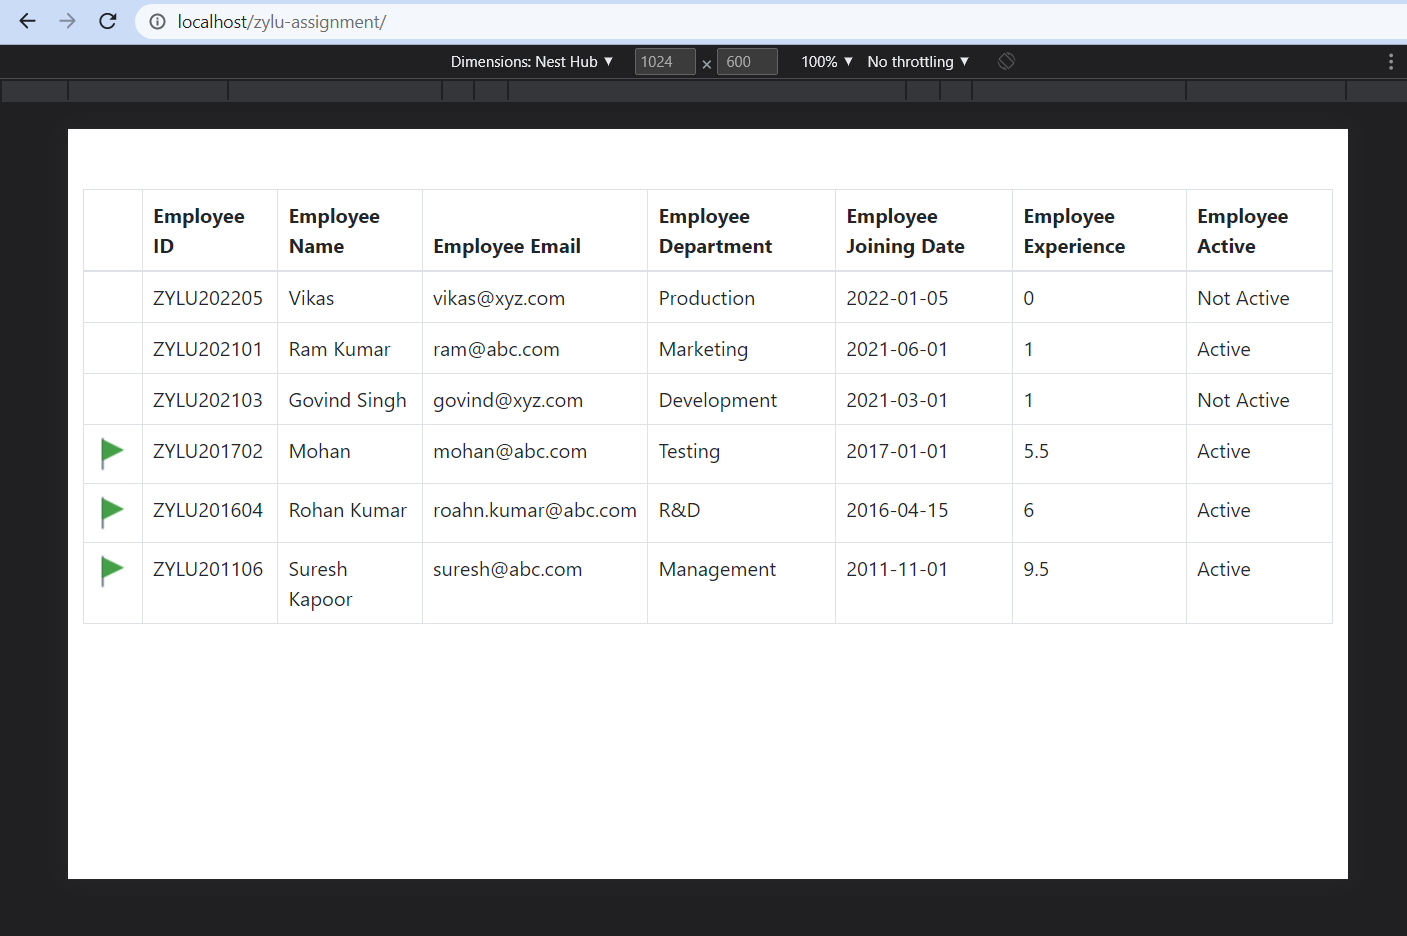 localhost/zylu-assignment/
Dimensions: Nest Hub ▼ 1024 × 600 100% ▼ No throttling ▼
Employee ID Employee Name Employee Email Employee Department Employee Joining Date Employee Experience Employee Active
ZYLU202205 Vikas vikas@xyz.com Production 2022-01-05 0 Not Active
ZYLU202101 Ram Kumar ram@abc.com Marketing 2021-06-01 1 Active
ZYLU202103 Govind Singh govind@xyz.com Development 2021-03-01 1 Not Active
ZYLU201702 Mohan mohan@abc.com Testing 2017-01-01 5.5 Active
ZYLU201604 Rohan Kumar roahn.kumar@abc.com R&D 2016-04-15 6 Active
ZYLU201106 Suresh Kapoor suresh@abc.com Management 2011-11-01 9.5 Active